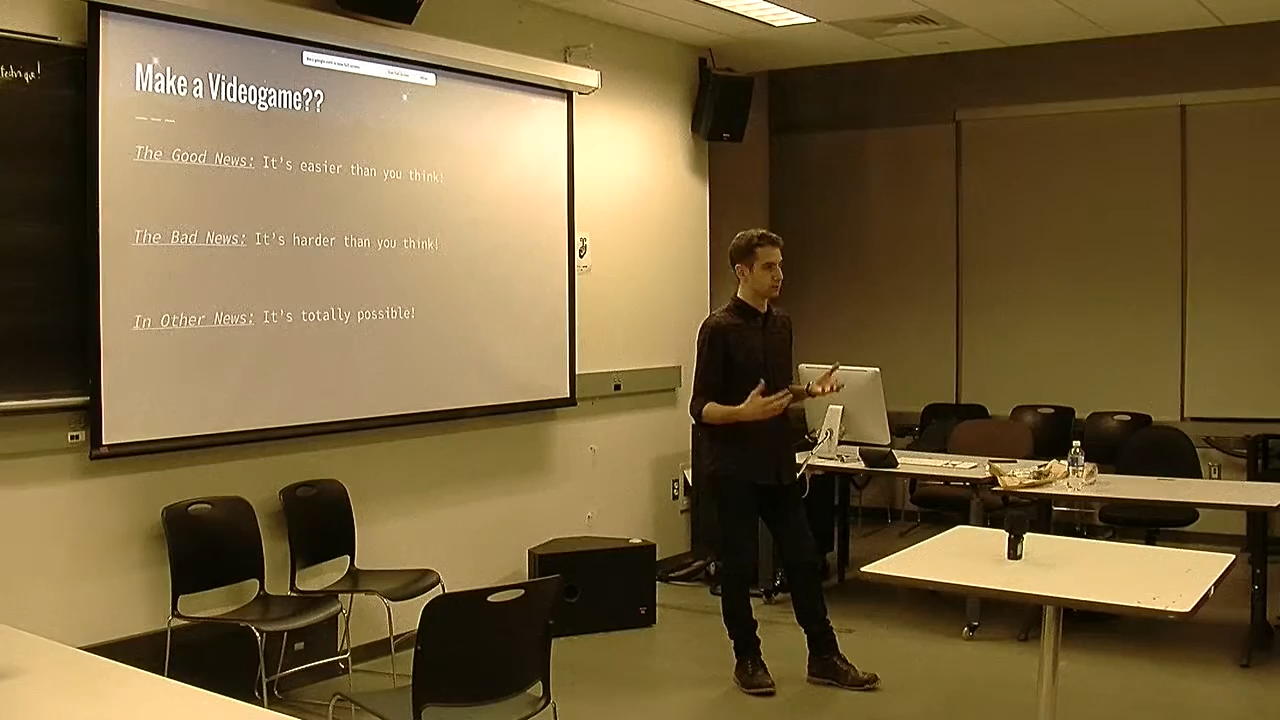 Make a Videogame??
The Good News: It's easier than you think!
The Bad News: It's harder than you think!
In Other News: It's totally possible!